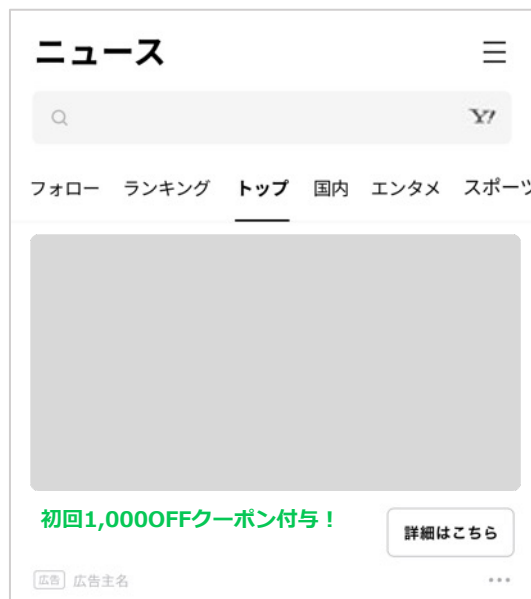 ニュース
Y!
フォロー ランキング トップ 国内 エンタメ スポーツ
初回1,000OFFクーポン付与！
詳細はこちら
広告 広告主名